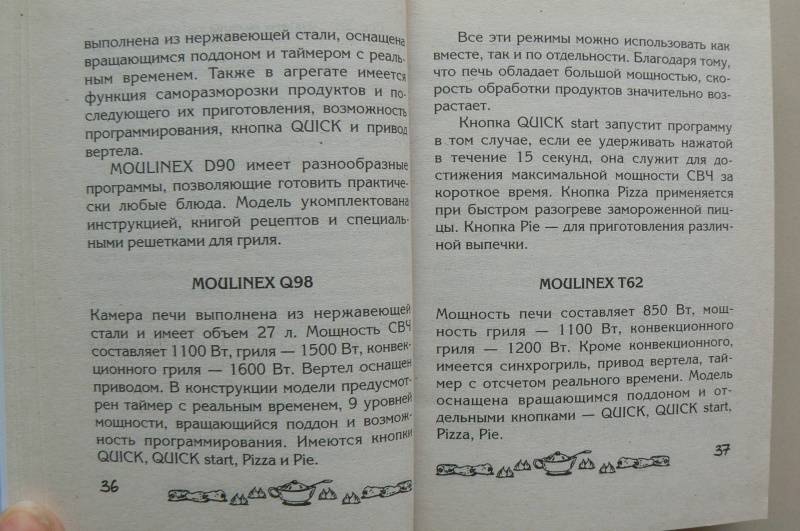 выполнена из нержавеющей стали, оснащена
вращающимся поддоном и таймером с реаль-
ным временем. Также в агрегате имеется
функция саморазморозки продуктов и по-
следующего их приготовления, возможность
программирования, кнопка QUICK и привод
вертела.
MOULINEX D90 имеет разнообразные
программы, позволяющие готовить практиче-
ски любые блюда. Модель укомплектована
инструкцией, книгой рецептов и специаль-
ными решетками для гриля.
MOULINEX Q98
Камера печи выполнена из нержавеющей
стали и имеет объем 27 л. Мощность СВЧ
составляет 1100 Вт, гриля — 1500 Вт, конвек-
ционного гриля — 1600 Вт. Вертел оснащен
приводом. В конструкции модели предусмот-
рен таймер с реальным временем, 9 уровней
мощности, вращающийся поддон и возмож-
ность программирования. Имеются кнопки
QUICK, QUICK start, Pizza и Pie.
36
Все эти режимы можно использовать как
вместе, так и по отдельности. Благодаря тому,
что печь обладает большой мощностью, ско-
рость обработки продуктов значительно воз-
растает.
Кнопка QUICK start запустит программу
в том случае, если ее удерживать нажатой
в течение 15 секунд, она служит для до-
стижения максимальной мощности СВЧ за
короткое время. Кнопка Pizza применяется
при быстром разогреве замороженной пиц-
цы. Кнопка Pie — для приготовления различ-
ной выпечки.
MOULINEX T62
Мощность печи составляет 850 Вт, мощ-
ность гриля — 1100 Вт, конвекционного
гриля — 1200 Вт. Кроме конвекционного,
имеется синхрогриль, привод вертела, тай-
мер с отсчетом реального времени. Модель
оснащена вращающимся поддоном и от-
дельными кнопками — QUICK, QUICK start,
Pizza, Pie.
37